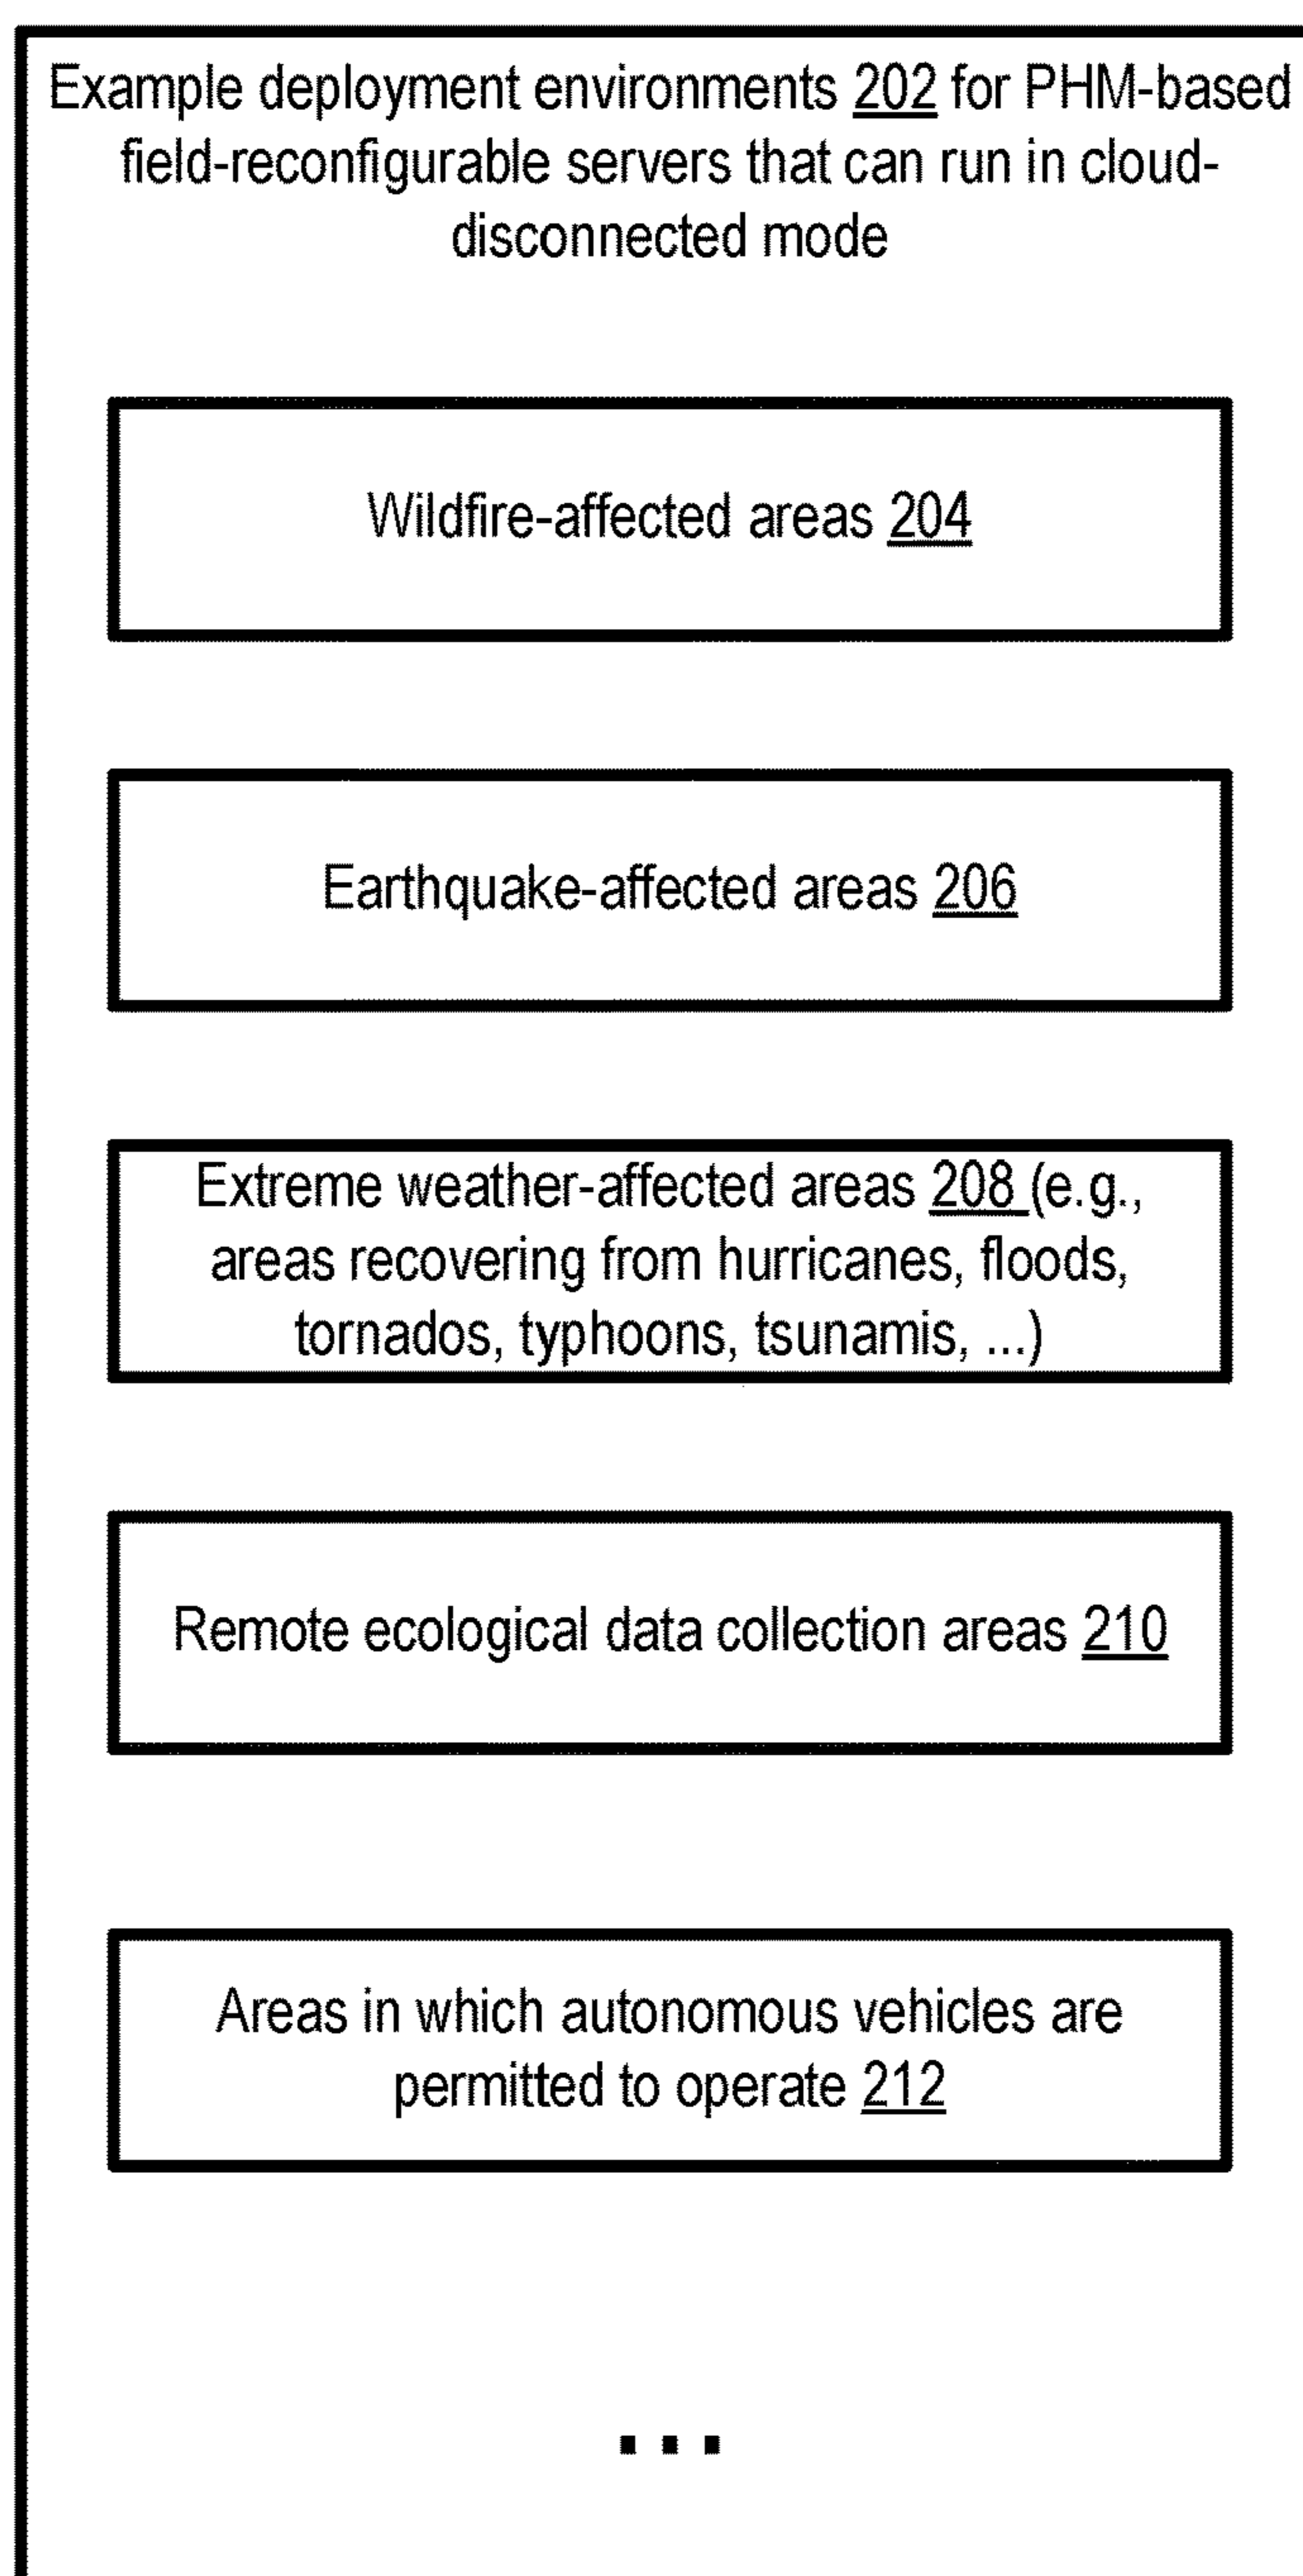 Example deployment environments 202 for PHM-based
field-reconfigurable servers that can run in cloud-
disconnected mode
Wildfire-affected areas 204
Earthquake-affected areas 206
Extreme weather-affected areas 208 (e.g.,
areas recovering from hurricanes, floods,
tornados, typhoons, tsunamis, ...)
Remote ecological data collection areas 210
Areas in which autonomous vehicles are
permitted to operate 212
...